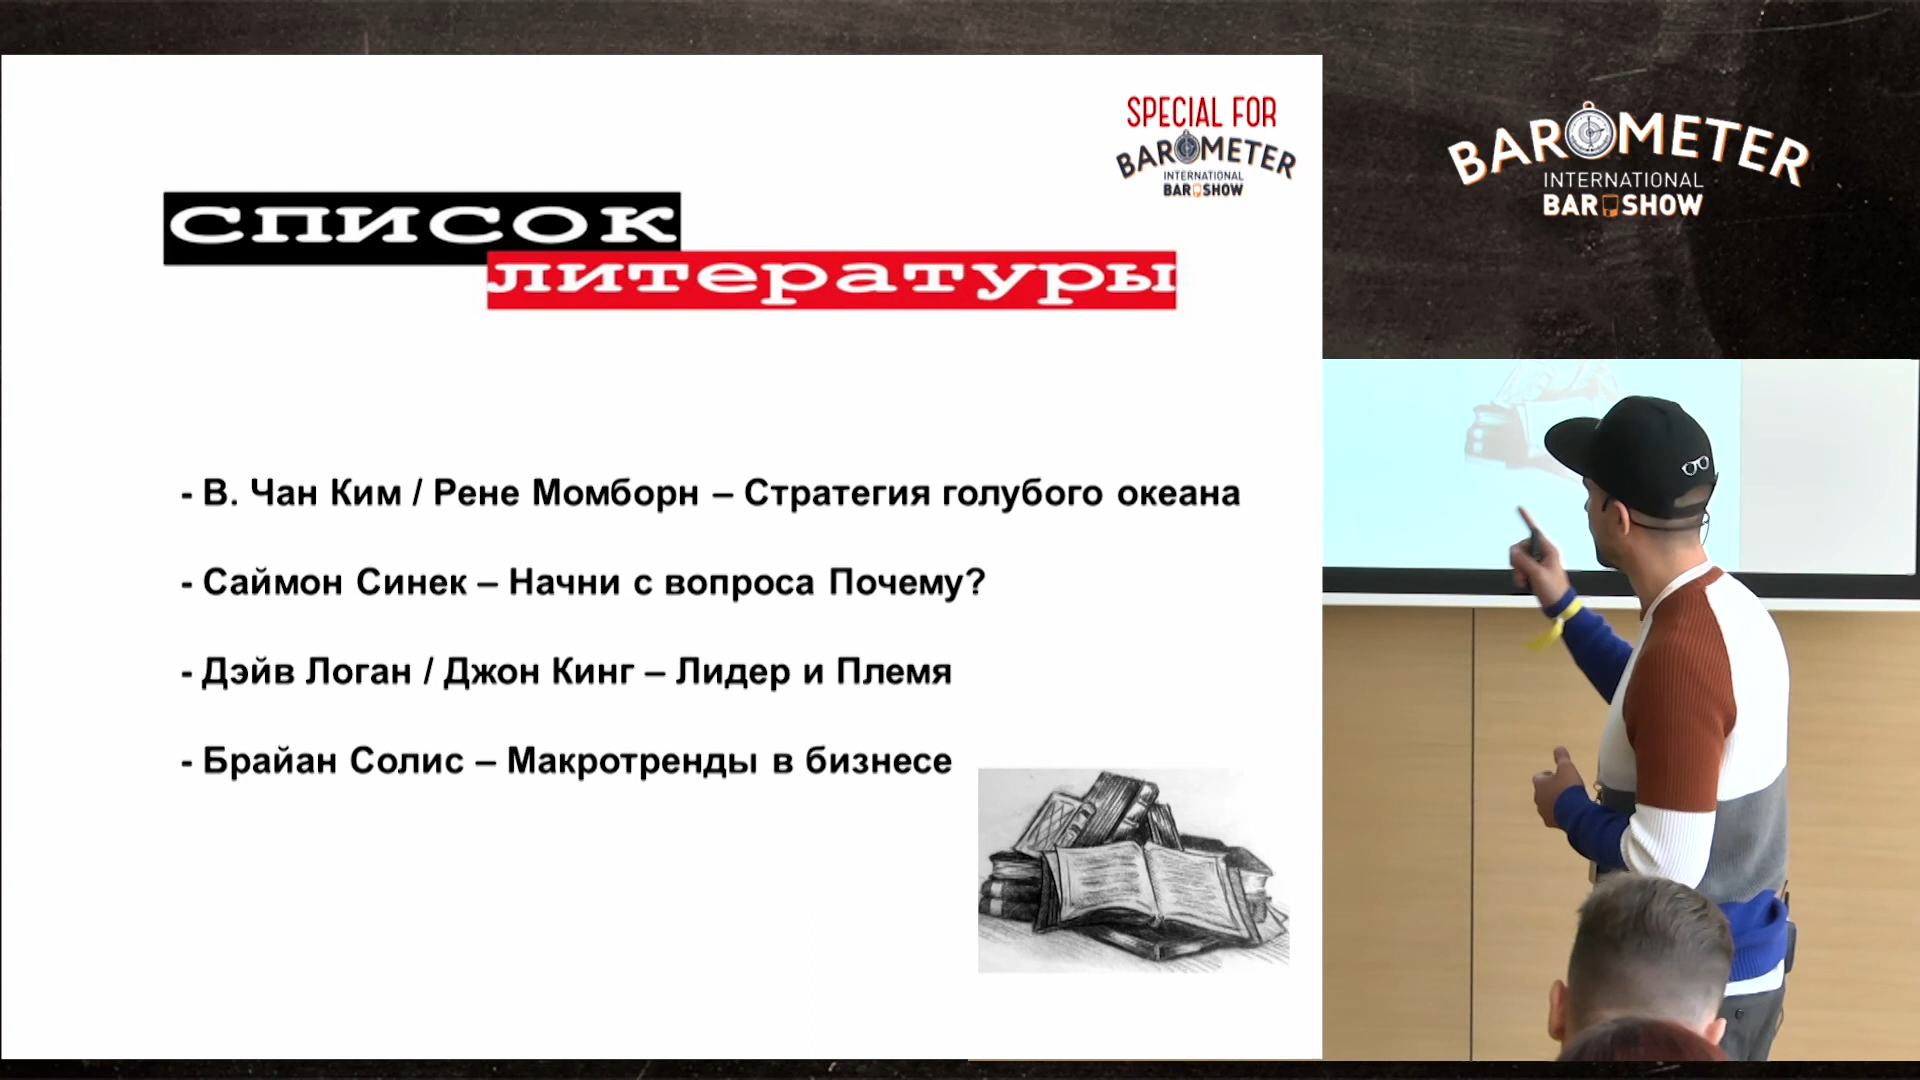 SPECIAL FOR
BAROMETER
INTERNATIONAL
BAR SHOW
список
литературы
- В. Чан Ким / Рене Момборн – Стратегия голубого океана
- Саймон Синек – Начни с вопроса Почему?
- Дэйв Логан / Джон Кинг – Лидер и Племя
- Брайан Солис – Макротренды в бизнесе
BAROMETER
INTERNATIONAL
BAR SHOW